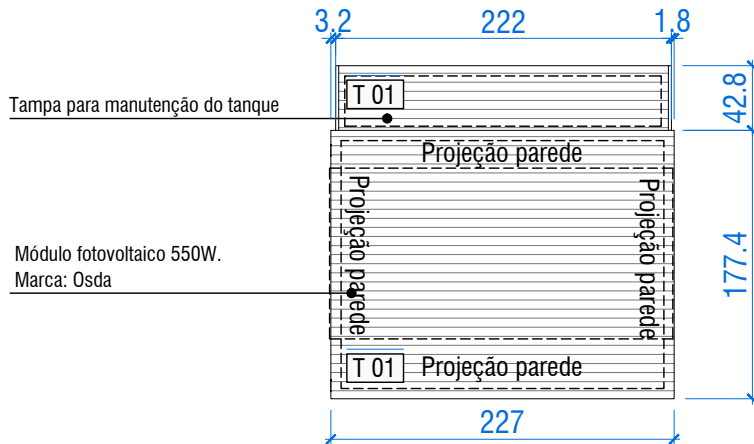 3.2
222
1.8
T 01
42.8
Tampa para manutenção do tanque
Projeção parede
Projeção parede
Projeção parede
177.4
Módulo fotovoltaico 550W.
Marca: Osda
T 01
Projeção parede
227